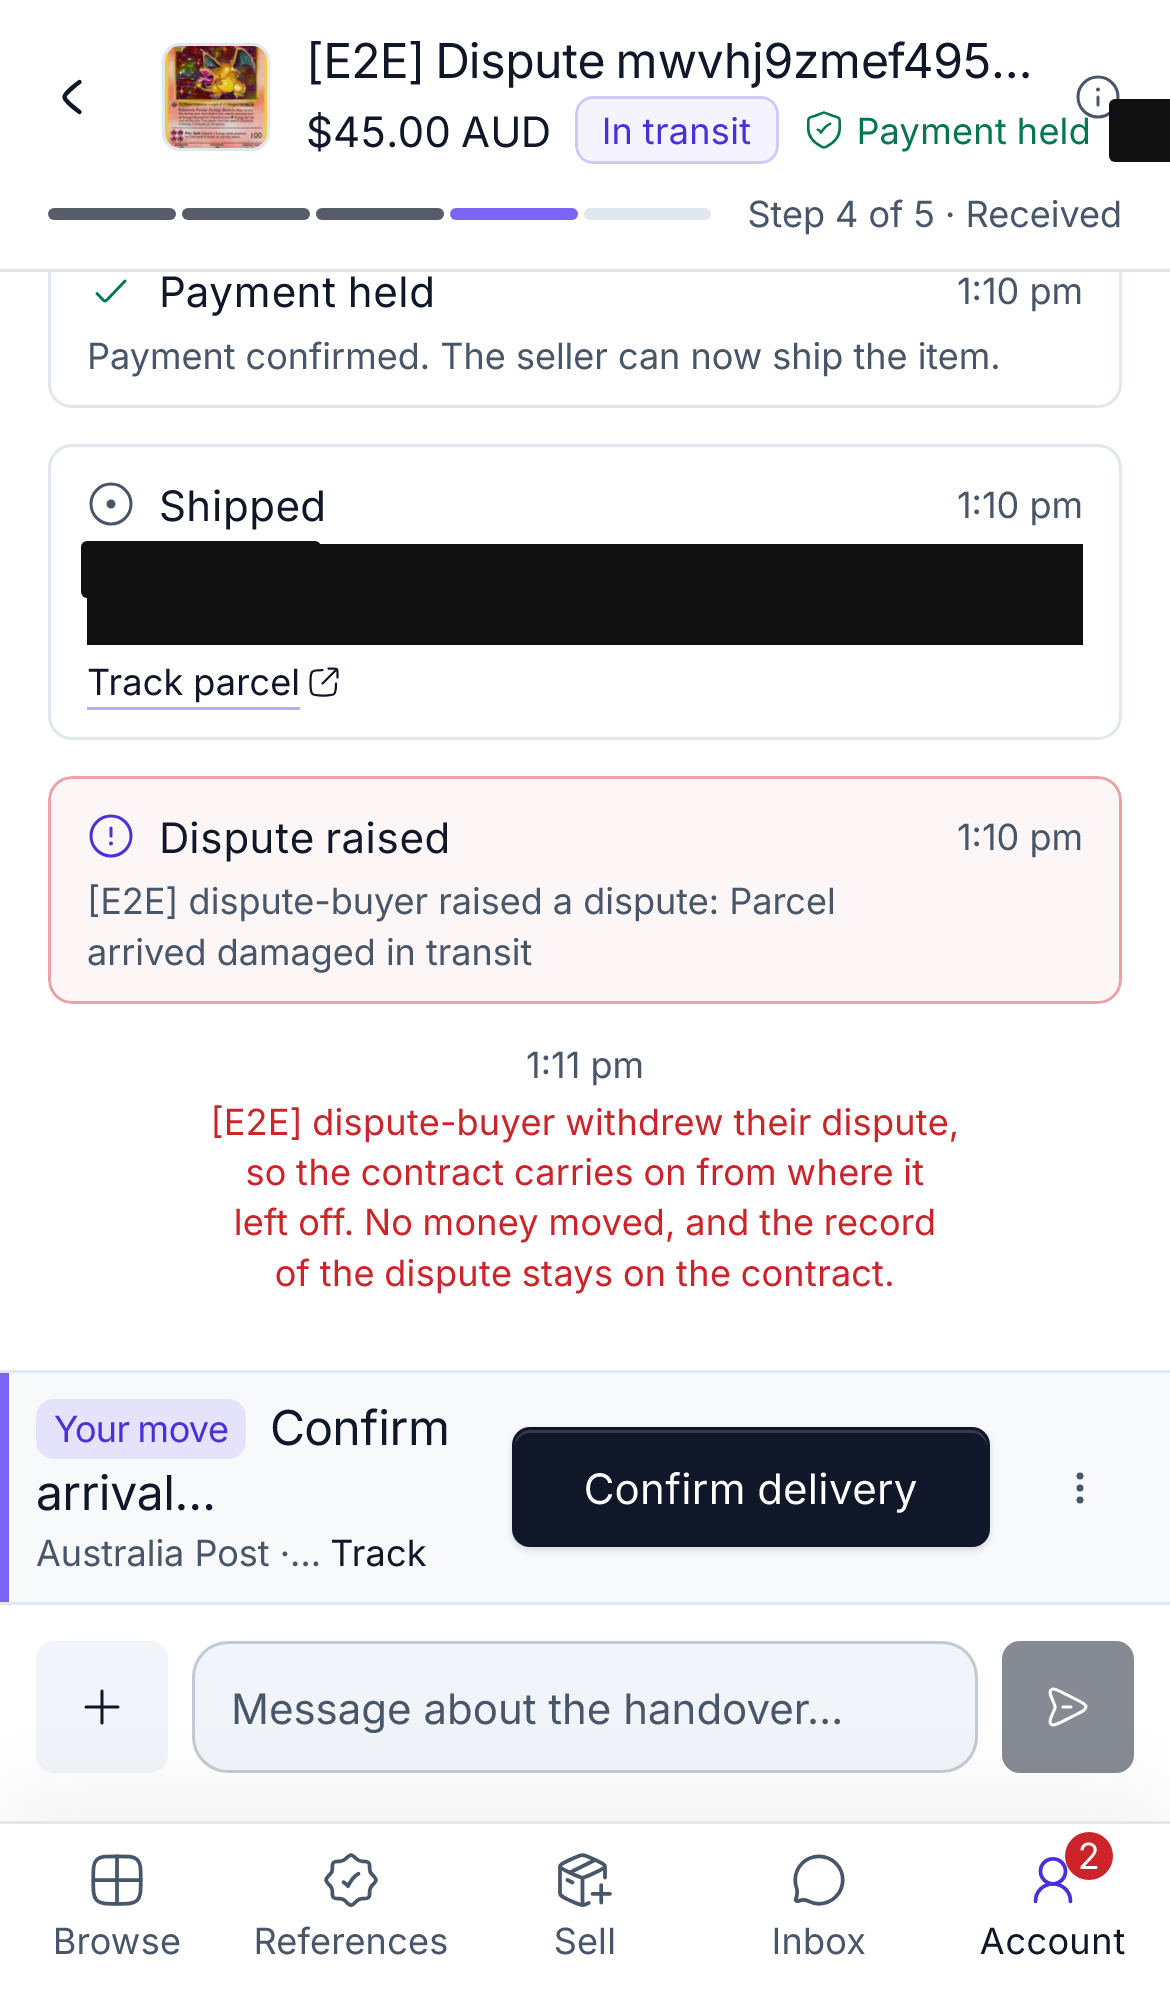 [E2E] Dispute mwvhj9zmef495...
$45.00 AUD In transit Payment held
Step 4 of 5 · Received
Payment held 1:10 pm
Payment confirmed. The seller can now ship the item.
Shipped 1:10 pm
Track parcel
Dispute raised 1:10 pm
[E2E] dispute-buyer raised a dispute: Parcel
arrived damaged in transit
1:11 pm
[E2E] dispute-buyer withdrew their dispute,
so the contract carries on from where it
left off. No money moved, and the record
of the dispute stays on the contract.
Your move Confirm
arrival...
Australia Post ·... Track
Confirm delivery
Message about the handover...
Browse
References
Sell
Inbox
2
Account